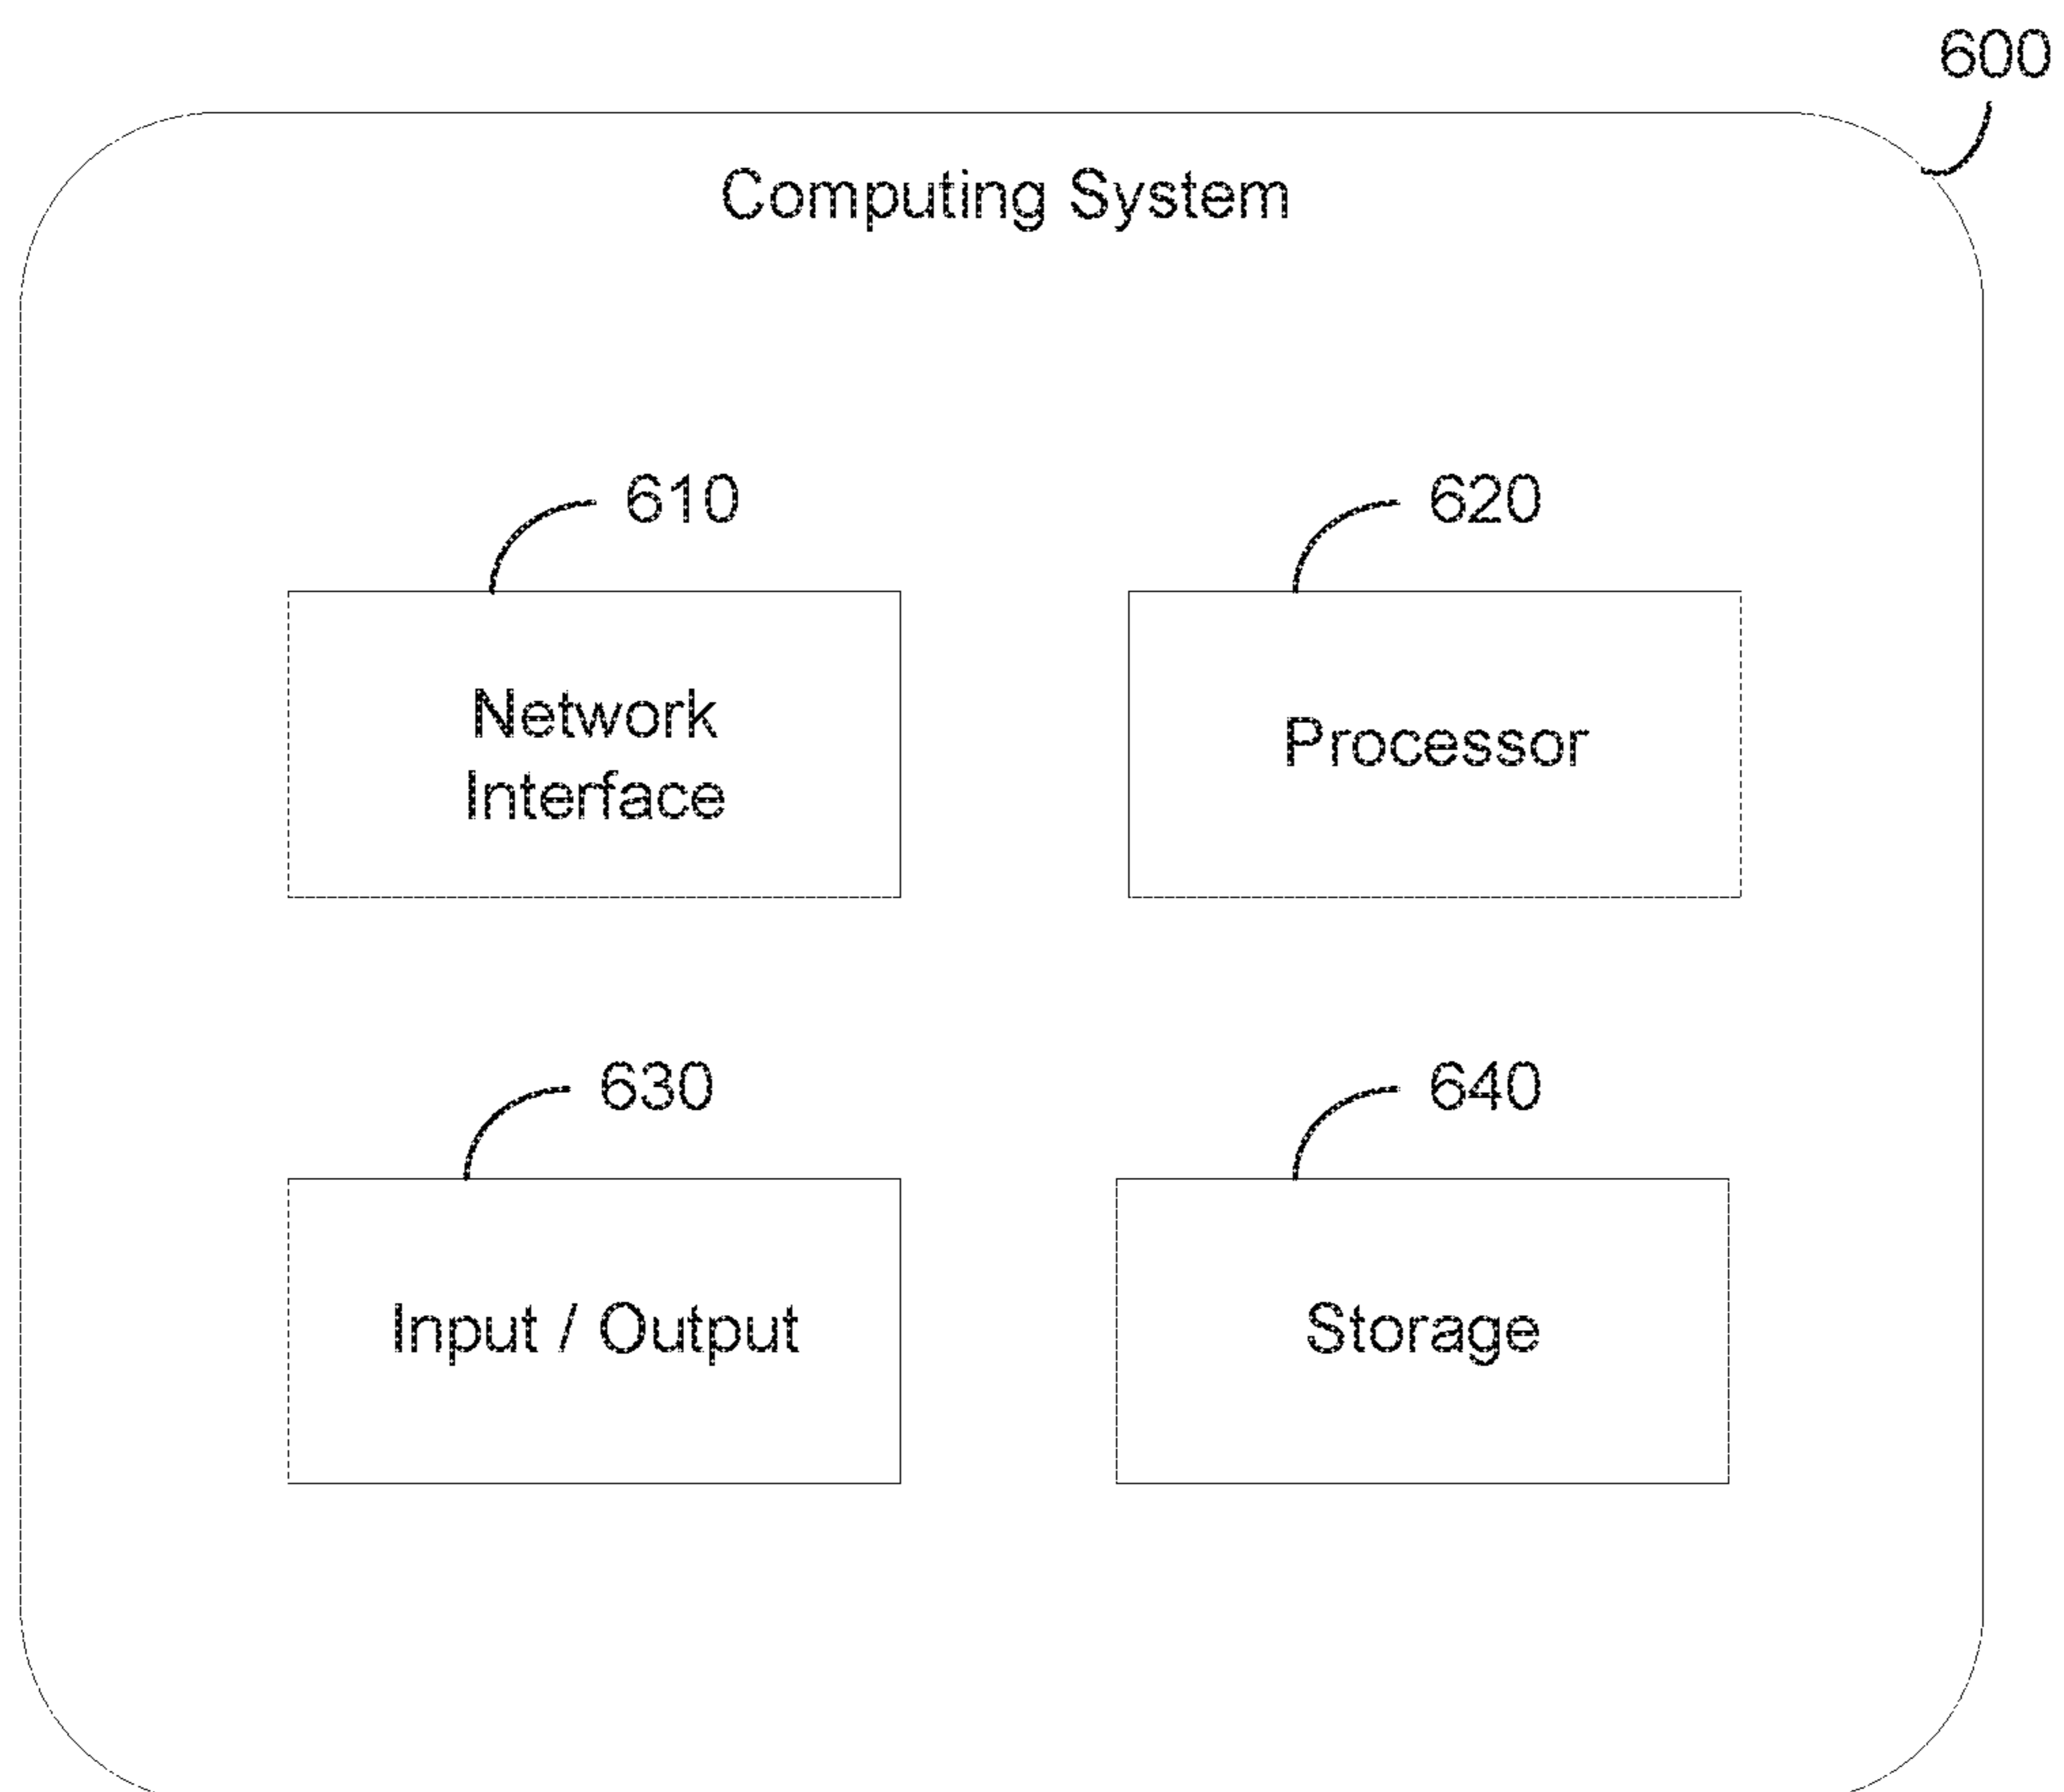 600
Computing System
610
620
Network
Interface
Processor
630
640
Input / Output
Storage